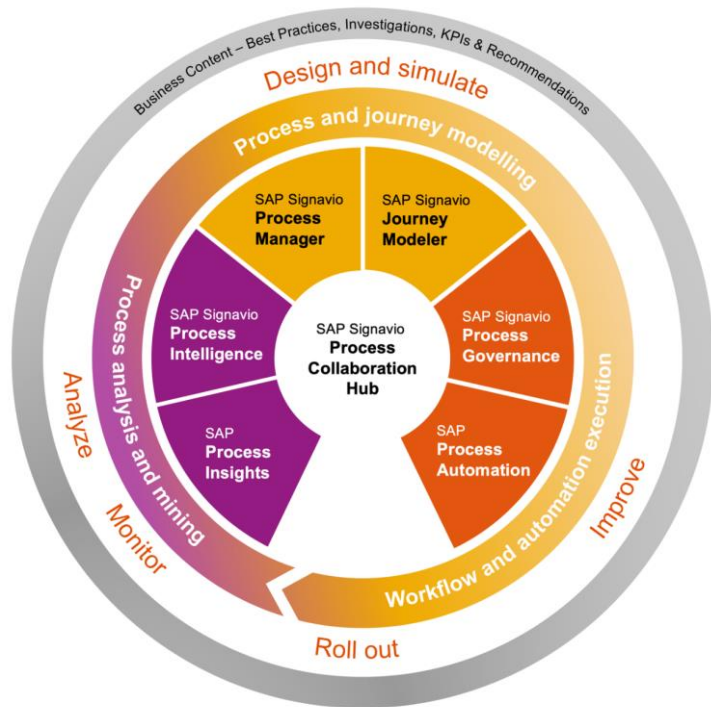 Business Content – Best Practices, Investigations, KPIs & Recommendations
Design and simulate
Process and journey modelling
SAP Signavio
Process
Manager
SAP Signavio
Journey
Modeler
SAP Signavio
Process
Intelligence
SAP Signavio
Process
Governance
SAP Signavio
Process
Collaboration
Hub
SAP
Process
Insights
SAP
Process
Automation
Process analysis and mining
Workflow and automation execution
Analyze
Monitor
Improve
Roll out